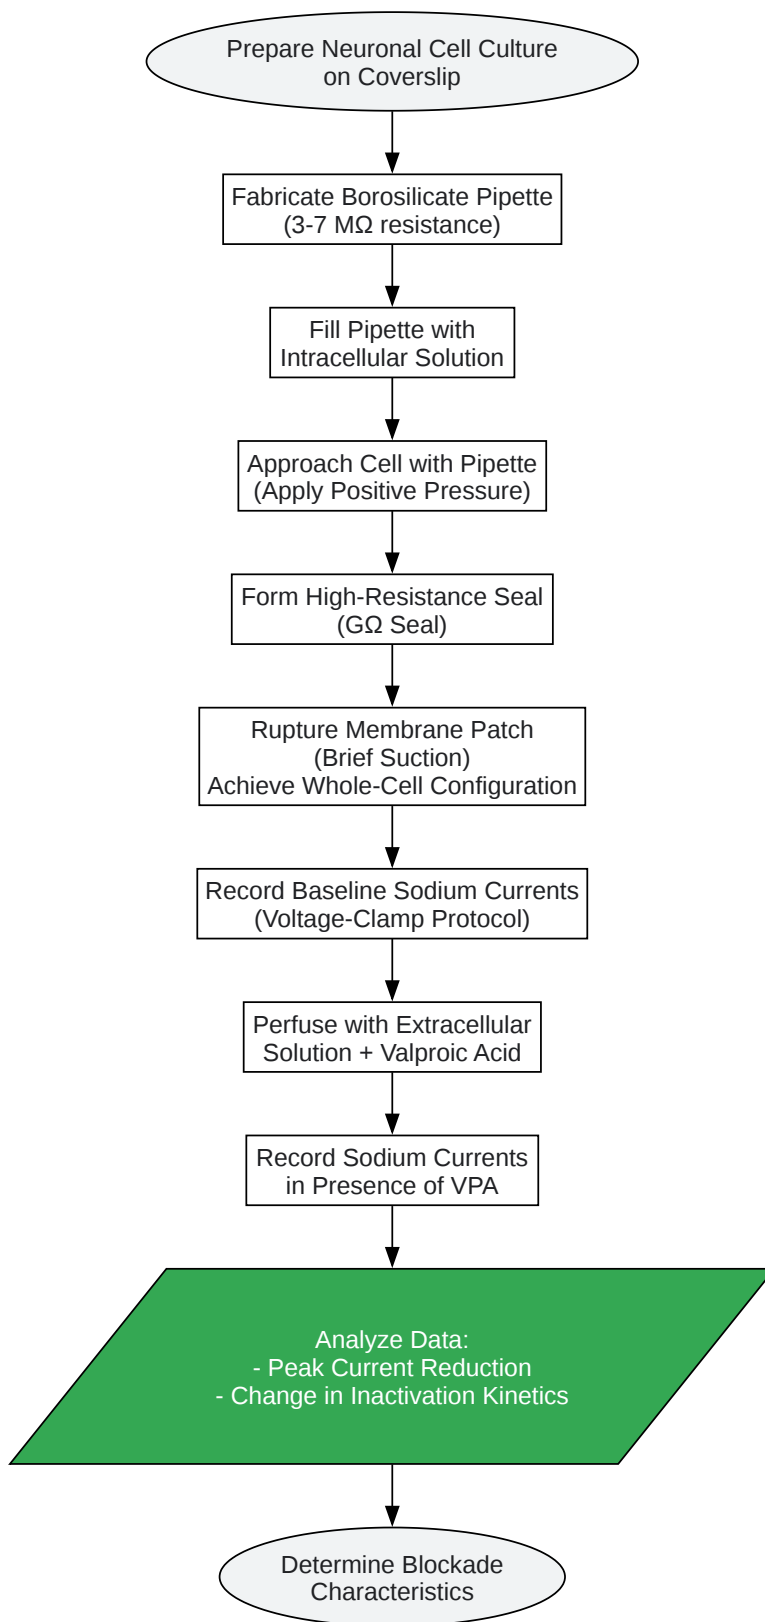 Prepare Neuronal Cell Culture
on Coverslip
Fabricate Borosilicate Pipette
(3-7 MΩ resistance)
Fill Pipette with
Intracellular Solution
Approach Cell with Pipette
(Apply Positive Pressure)
Form High-Resistance Seal
(GΩ Seal)
Rupture Membrane Patch
(Brief Suction)
Achieve Whole-Cell Configuration
Record Baseline Sodium Currents
(Voltage-Clamp Protocol)
Perfuse with Extracellular
Solution + Valproic Acid
Record Sodium Currents
in Presence of VPA
Analyze Data:
- Peak Current Reduction
- Change in Inactivation Kinetics
Determine Blockade
Characteristics